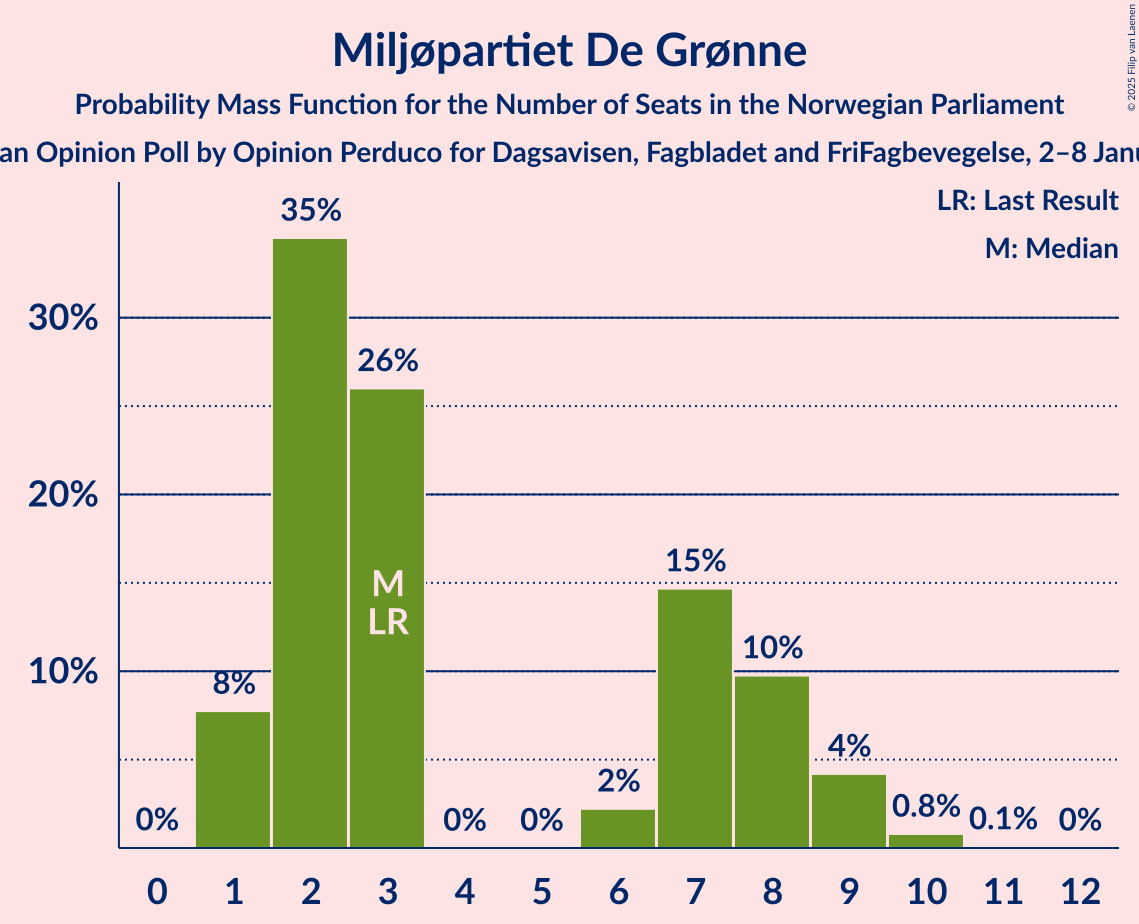 Miljøpartiet De Grønne
Probability Mass Function for the Number of Seats in the Norwegian Parliament
an Opinion Poll by Opinion Perduco for Dagsavisen, Fagbladet and FriFagbevegelse, 2–8
LR: Last Result
M: Median
© 2025 Filip van Laenen
35%
30%
26%
20%
15%
M
LR
10%
10%
8%
4%
2%
0%
0%
0%
0.8%
0.1%
0%
0 1 2 3 4 5 6 7 8 9 10 11 12